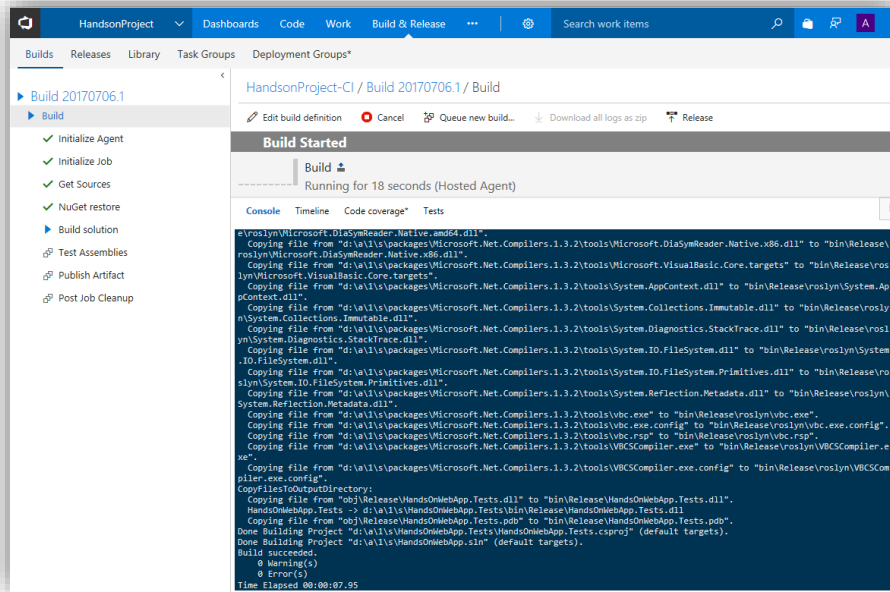 HandsonProject
Dashboards Code Work Build & Release ··· Search work items A
Builds Releases Library Task Groups Deployment Groups*
Build 20170706.1
Build
Initialize Agent
Initialize Job
Get Sources
NuGet restore
Build solution
Test Assemblies
Publish Artifact
Post Job Cleanup
HandsonProject-CI / Build 20170706.1 / Build
Edit build definition Cancel Queue new build... Download all logs as zip Release
Build Started
Build
Running for 18 seconds (Hosted Agent)
Console Timeline Code coverage* Tests
e\roslyn\Microsoft.DiaSymReader.Native.amd64.dll".
Copying file from "d:\a\1\s\packages\Microsoft.Net.Compilers.1.3.2\tools\Microsoft.DiaSymReader.Native.x86.dll" to "bin\Release\
roslyn\Microsoft.DiaSymReader.Native.x86.dll".
Copying file from "d:\a\1\s\packages\Microsoft.Net.Compilers.1.3.2\tools\Microsoft.VisualBasic.Core.targets" to "bin\Release\ros
lyn\Microsoft.VisualBasic.Core.targets".
Copying file from "d:\a\1\s\packages\Microsoft.Net.Compilers.1.3.2\tools\System.AppContext.dll" to "bin\Release\roslyn\System.Ap
pContext.dll".
Copying file from "d:\a\1\s\packages\Microsoft.Net.Compilers.1.3.2\tools\System.Collections.Immutable.dll" to "bin\Release\rosly
n\System.Collections.Immutable.dll".
Copying file from "d:\a\1\s\packages\Microsoft.Net.Compilers.1.3.2\tools\System.Diagnostics.StackTrace.dll" to "bin\Release\rosl
yn\System.Diagnostics.StackTrace.dll".
Copying file from "d:\a\1\s\packages\Microsoft.Net.Compilers.1.3.2\tools\System.IO.FileSystem.dll" to "bin\Release\roslyn\System
.IO.FileSystem.dll".
Copying file from "d:\a\1\s\packages\Microsoft.Net.Compilers.1.3.2\tools\System.IO.FileSystem.Primitives.dll" to "bin\Release\ro
slyn\System.IO.FileSystem.Primitives.dll".
Copying file from "d:\a\1\s\packages\Microsoft.Net.Compilers.1.3.2\tools\System.Reflection.Metadata.dll" to "bin\Release\roslyn\
System.Reflection.Metadata.dll".
Copying file from "d:\a\1\s\packages\Microsoft.Net.Compilers.1.3.2\tools\vbc.exe" to "bin\Release\roslyn\vbc.exe".
Copying file from "d:\a\1\s\packages\Microsoft.Net.Compilers.1.3.2\tools\vbc.exe.config" to "bin\Release\roslyn\vbc.exe.config".
Copying file from "d:\a\1\s\packages\Microsoft.Net.Compilers.1.3.2\tools\vbc.rsp" to "bin\Release\roslyn\vbc.rsp".
Copying file from "d:\a\1\s\packages\Microsoft.Net.Compilers.1.3.2\tools\VBCSCompiler.exe" to "bin\Release\roslyn\VBCSCompiler.e
xe".
Copying file from "d:\a\1\s\packages\Microsoft.Net.Compilers.1.3.2\tools\VBCSCompiler.exe.config" to "bin\Release\roslyn\VBCSCom
piler.exe.config".
CopyFilesToOutputDirectory:
Copying file from "obj\Release\HandsOnWebApp.Tests.dll" to "bin\Release\HandsOnWebApp.Tests.dll".
HandsOnWebApp.Tests -> d:\a\1\s\HandsOnWebApp.Tests\bin\Release\HandsOnWebApp.Tests.dll
Copying file from "obj\Release\HandsOnWebApp.Tests.pdb" to "bin\Release\HandsOnWebApp.Tests.pdb".
Done Building Project "d:\a\1\s\HandsOnWebApp.Tests\HandsOnWebApp.Tests.csproj" (default targets).
Done Building Project "d:\a\1\s\HandsOnWebApp.sln" (default targets).
Build succeeded.
0 Warning(s)
0 Error(s)
Time Elapsed 00:00:07.95